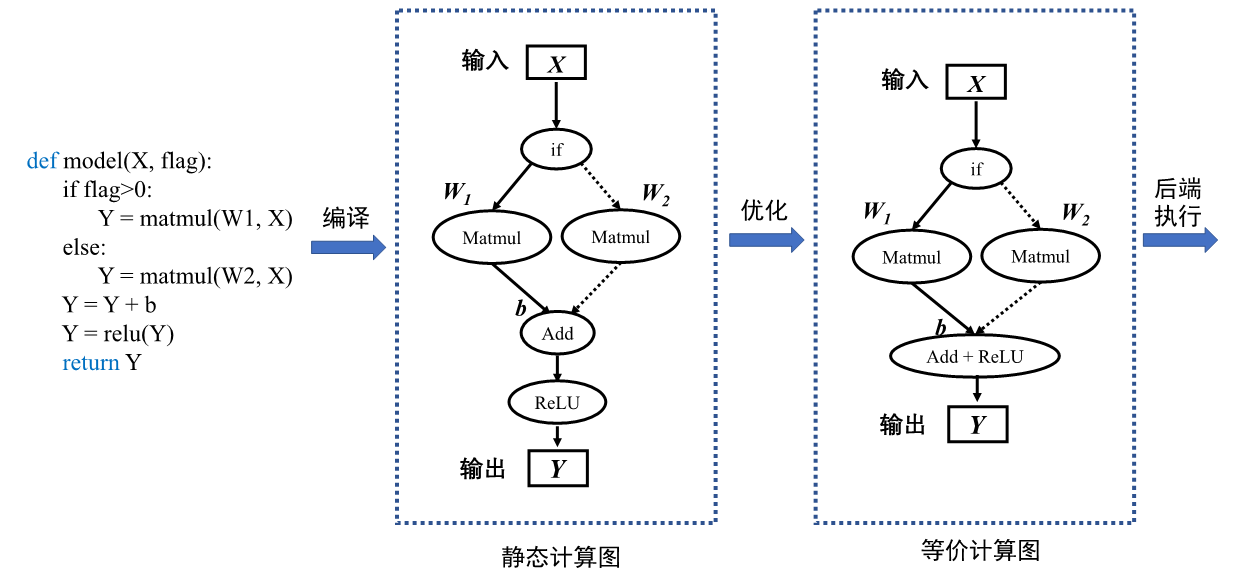 def model(X, flag):
if flag>0:
Y = matmul(W1, X)
else:
Y = matmul(W2, X)
Y = Y + b
Y = relu(Y)
return Y
编译
输入
X
if
W1
W2
Matmul
Matmul
b
Add
ReLU
输出
Y
静态计算图
优化
输入
X
if
W1
W2
Matmul
Matmul
b
Add + ReLU
输出
Y
等价计算图
后端
执行